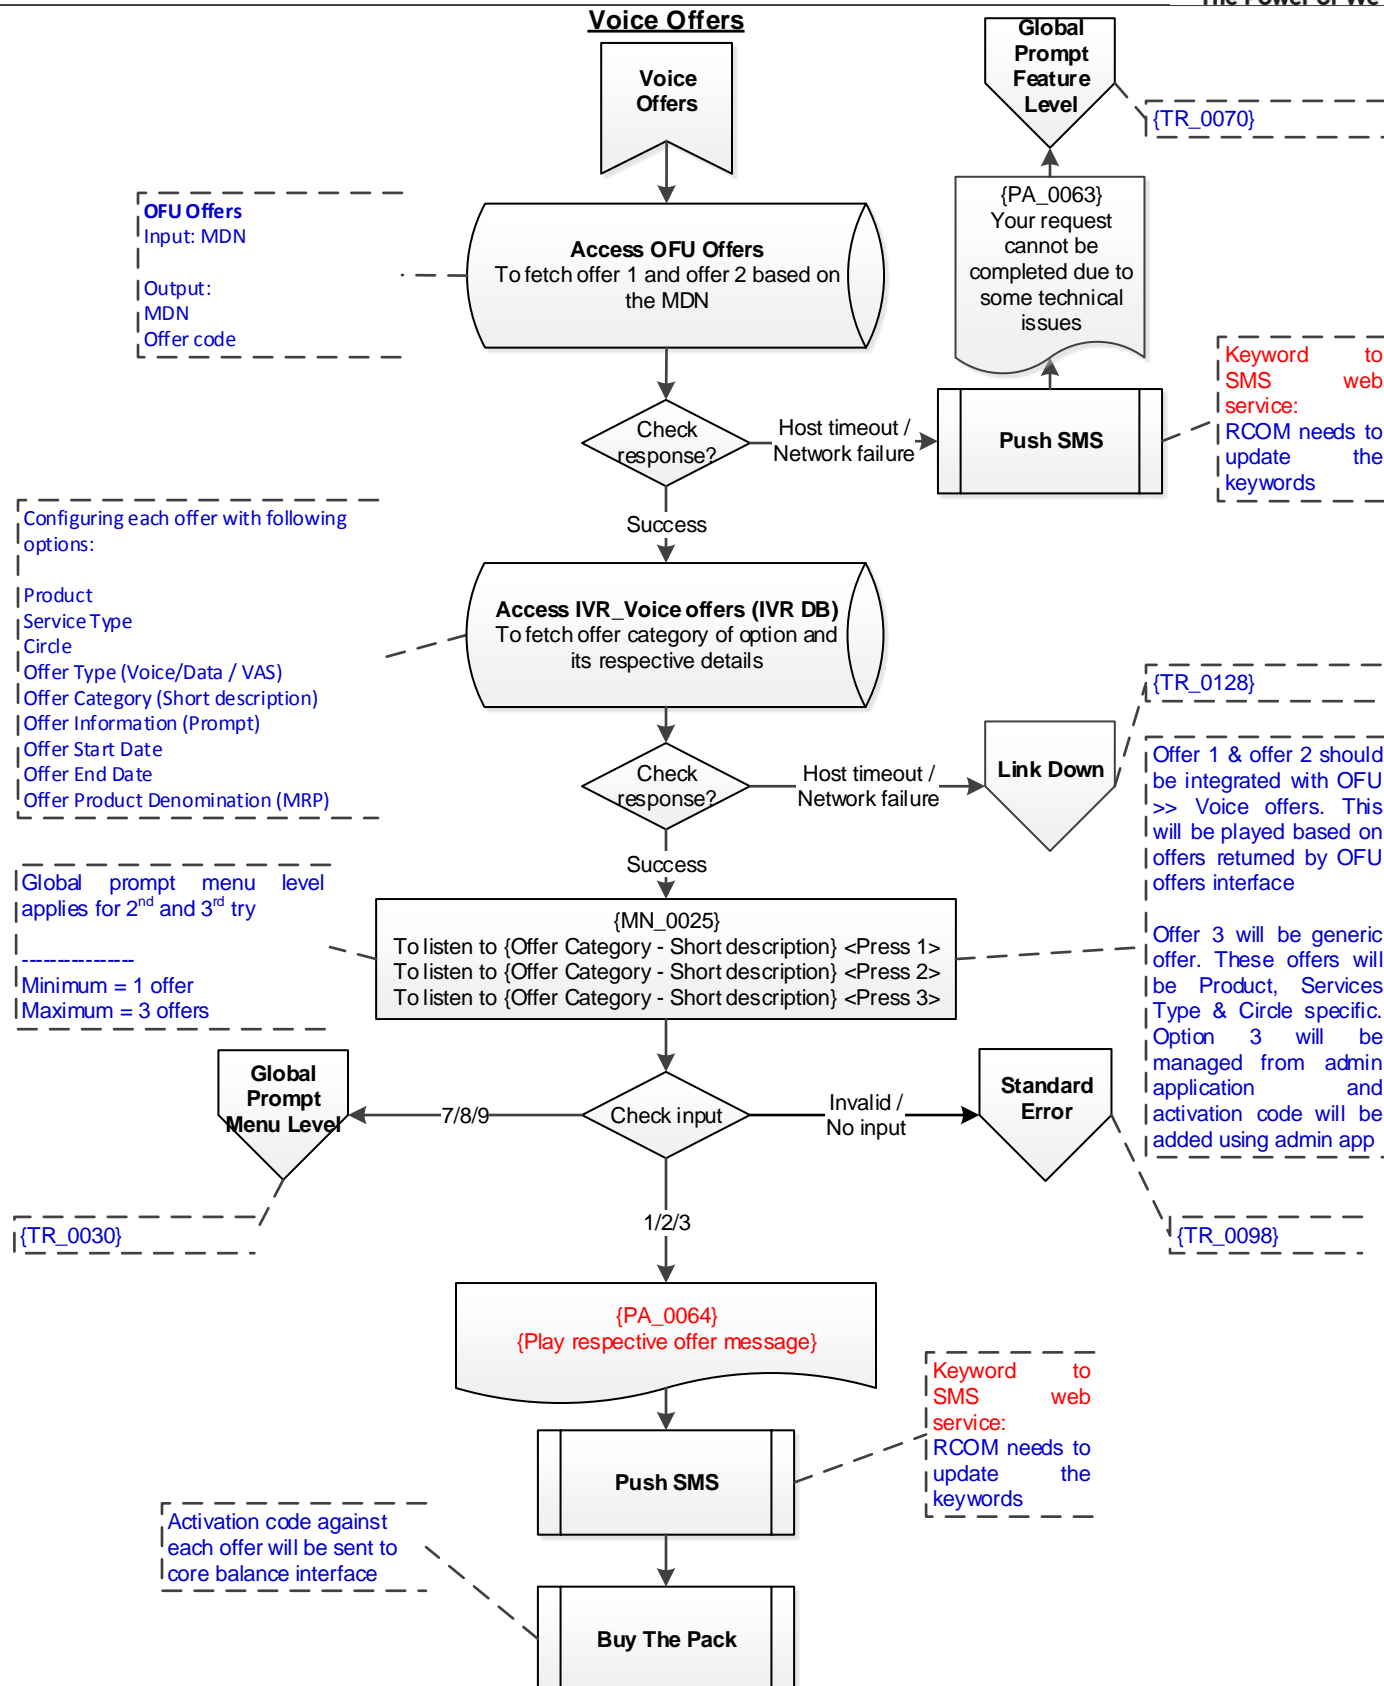 Voice Offers
Voice
Offers
Global
Prompt
Feature
Level
{TR_0070}
{PA_0063}
Your request
cannot be
completed due to
some technical
issues
OFU Offers
Input: MDN
Output:
MDN
Offer code
Access OFU Offers
To fetch offer 1 and offer 2 based on
the MDN
Check
response?
Host timeout /
Network failure
Push SMS
Keyword to
SMS web
service:
RCOM needs to
update the
keywords
Success
Configuring each offer with following
options:
Product
Service Type
Circle
Offer Type (Voice/Data / VAS)
Offer Category (Short description)
Offer Information (Prompt)
Offer Start Date
Offer End Date
Offer Product Denomination (MRP)
Access IVR_Voice offers (IVR DB)
To fetch offer category of option and
its respective details
Check
response?
Host timeout /
Network failure
Link Down
{TR_0128}
Success
Offer 1 & offer 2 should
be integrated with OFU
>> Voice offers. This
will be played based on
offers returned by OFU
offers interface
Offer 3 will be generic
offer. These offers will
be Product, Services
Type & Circle specific.
Option 3 will be
managed from admin
application and
activation code will be
added using admin app
Global prompt menu level
applies for 2nd and 3rd try
----------------
Minimum = 1 offer
Maximum = 3 offers
{MN_0025}
To listen to {Offer Category - Short description} <Press 1>
To listen to {Offer Category - Short description} <Press 2>
To listen to {Offer Category - Short description} <Press 3>
Global
Prompt
Menu Level
7/8/9
Check input
Invalid /
No input
Standard
Error
{TR_0030}
1/2/3
{TR_0098}
{PA_0064}
{Play respective offer message}
Keyword to
SMS web
service:
RCOM needs to
update the
keywords
Push SMS
Activation code against
each offer will be sent to
core balance interface
Buy The Pack